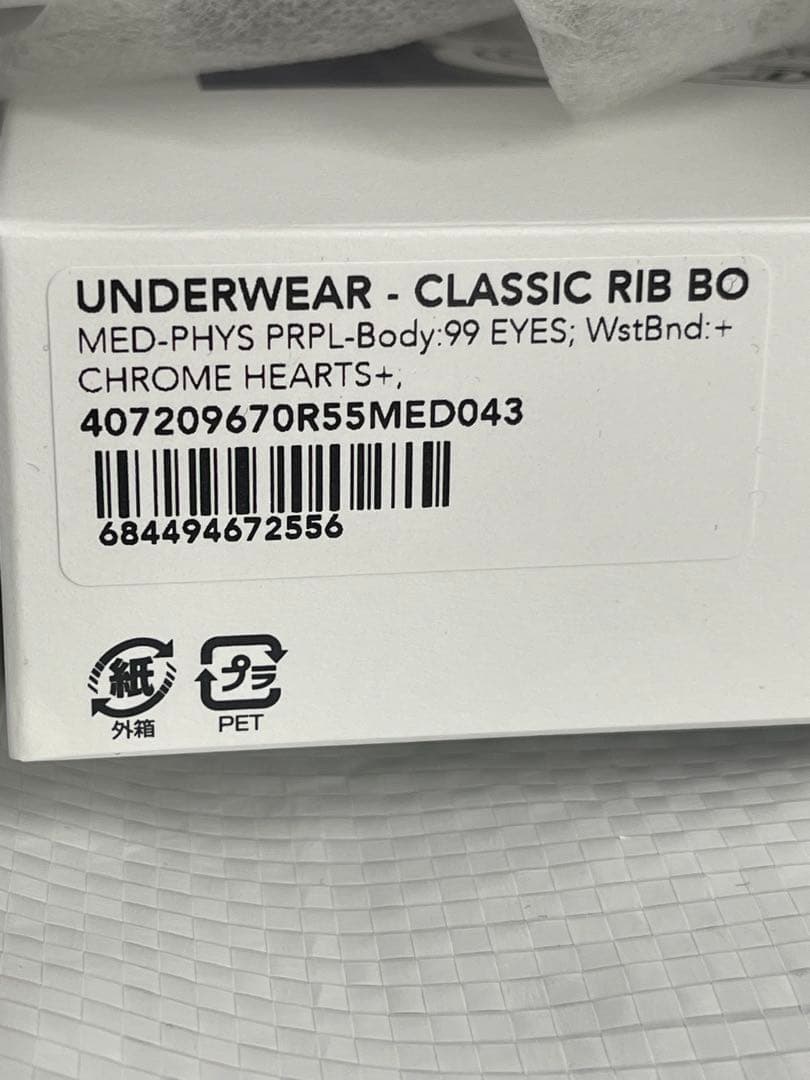 UNDERWEAR - CLASSIC RIB BO
MED-PHYS PRPL-Body:99 EYES; WstBnd:+
CHROME HEARTS+,
407209670R55MED043
684494672556
紙 プラ
外箱 PET